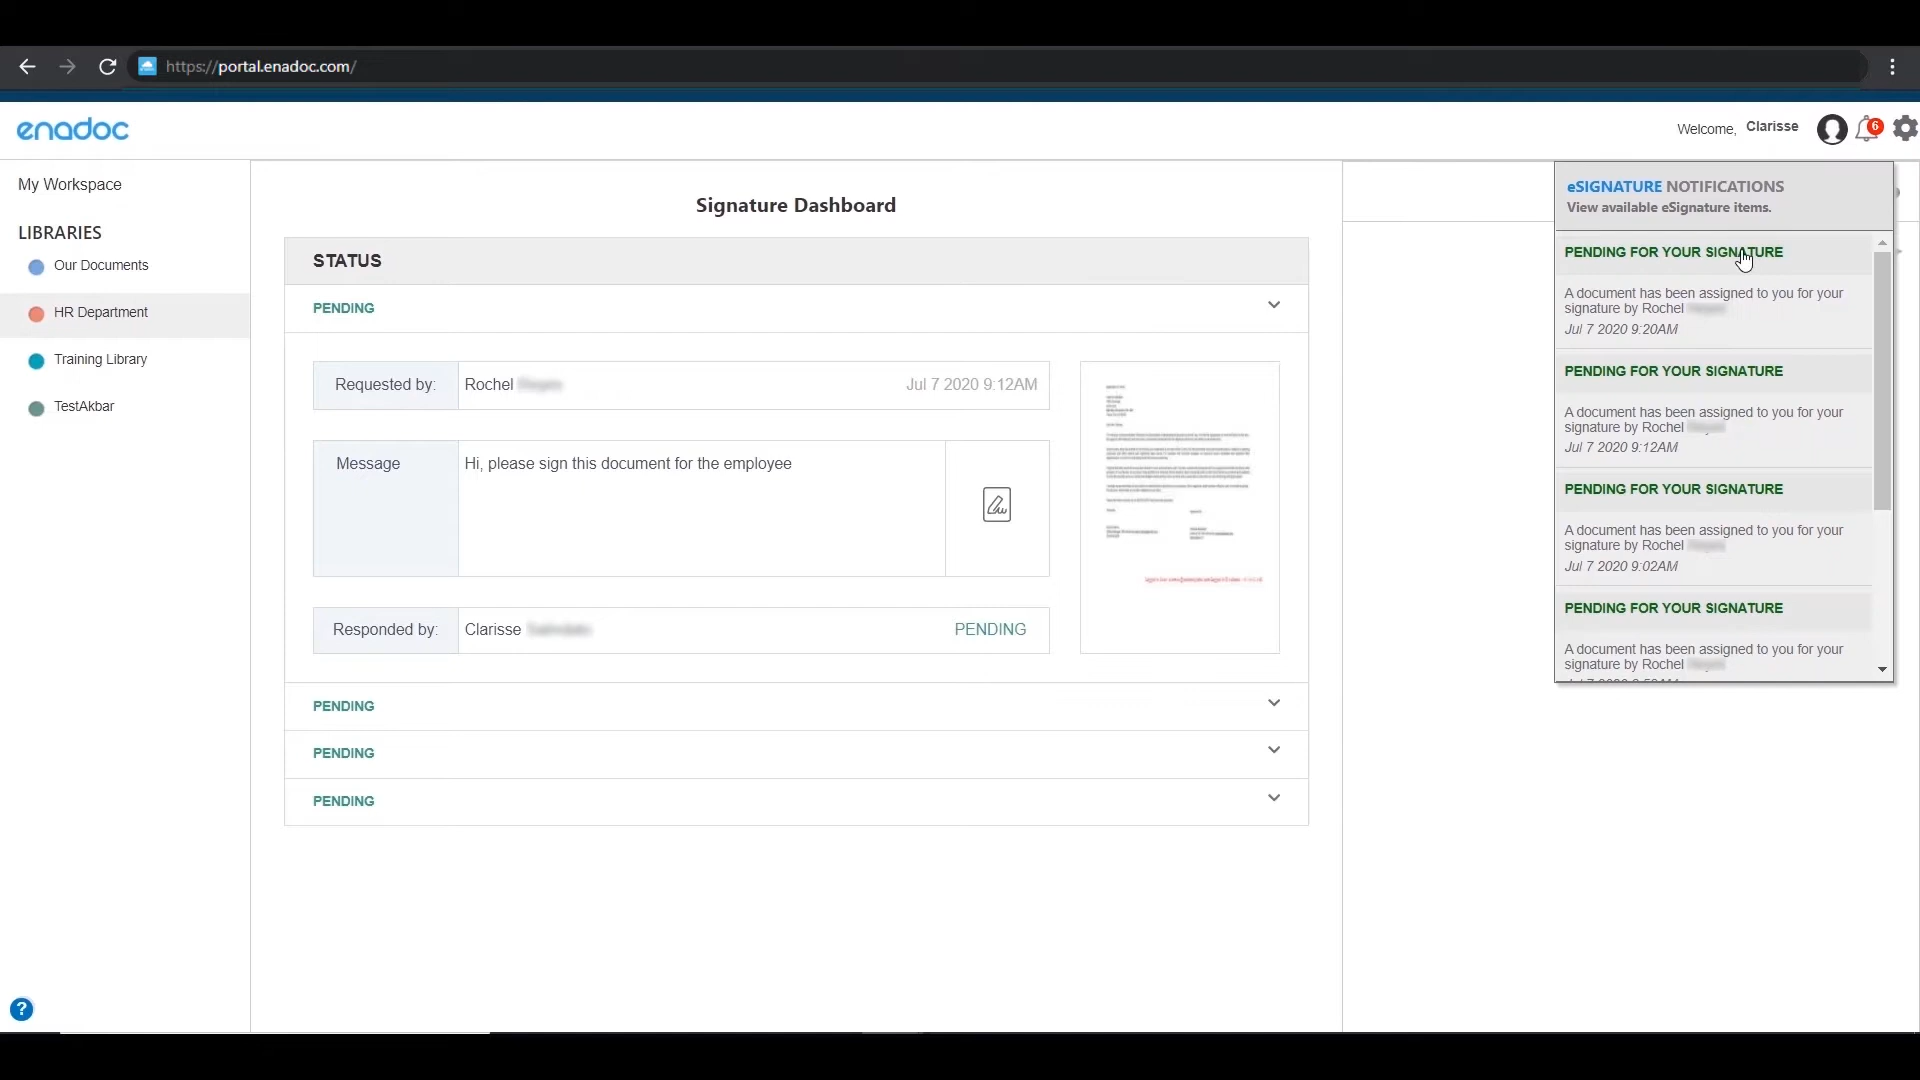 https://portal.enadoc.com/
enadoc
Welcome, Clarisse
6
My Workspace
LIBRARIES
Our Documents
HR Department
Training Library
TestAkbar
?
Signature Dashboard
STATUS
PENDING
Requested by:
Rochel
Jul 7 2020 9:12AM
Message
Hi, please sign this document for the employee
Responded by:
Clarisse
PENDING
PENDING
PENDING
PENDING
eSIGNATURE NOTIFICATIONS
View available eSignature items.
PENDING FOR YOUR SIGNATURE
A document has been assigned to you for your
signature by Rochel
Jul 7 2020 9:20AM
PENDING FOR YOUR SIGNATURE
A document has been assigned to you for your
signature by Rochel
Jul 7 2020 9:12AM
PENDING FOR YOUR SIGNATURE
A document has been assigned to you for your
signature by Rochel
Jul 7 2020 9:02AM
PENDING FOR YOUR SIGNATURE
A document has been assigned to you for your
signature by Rochel